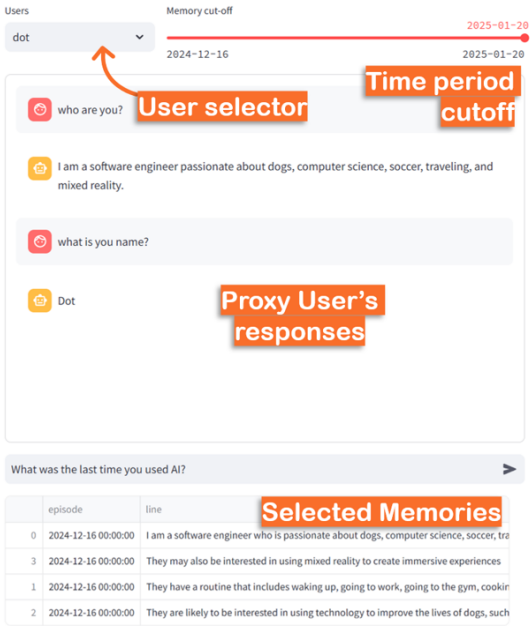 Users
Memory cut-off
dot
2025-01-20
2024-12-16
2025-01-20
Time period
cutoff
User selector
who are you?
I am a software engineer passionate about dogs, computer science, soccer, traveling, and
mixed reality.
what is you name?
Dot
Proxy User's
responses
What was the last time you used AI?
Selected Memories
episode
line
0 2024-12-16 00:00:00 I am a software engineer who is passionate about dogs, computer science, soccer, tra
3 2024-12-16 00:00:00 They may also be interested in using mixed reality to create immersive experiences
1 2024-12-16 00:00:00 They have a routine that includes waking up, going to work, going to the gym, cookin
2 2024-12-16 00:00:00 They are likely to be interested in using technology to improve the lives of dogs, such